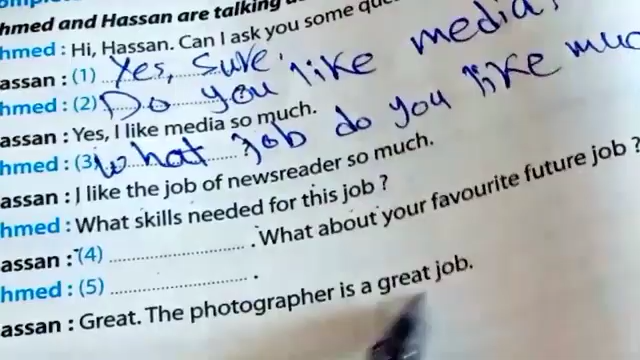 hmed and Hassan are talking
hmed : Hi, Hassan. Can I ask you some
assan : (1) Yes, Sure.
hmed : (2) Do you like media?
assan : Yes, I like media so much.
hmed : (3) What job do you like
assan : I like the job of newsreader so much.
hmed : What skills needed for this job ?
assan : (4) .................... . What about your favourite future job ?
hmed : (5) .................... .
assan : Great. The photographer is a great job.